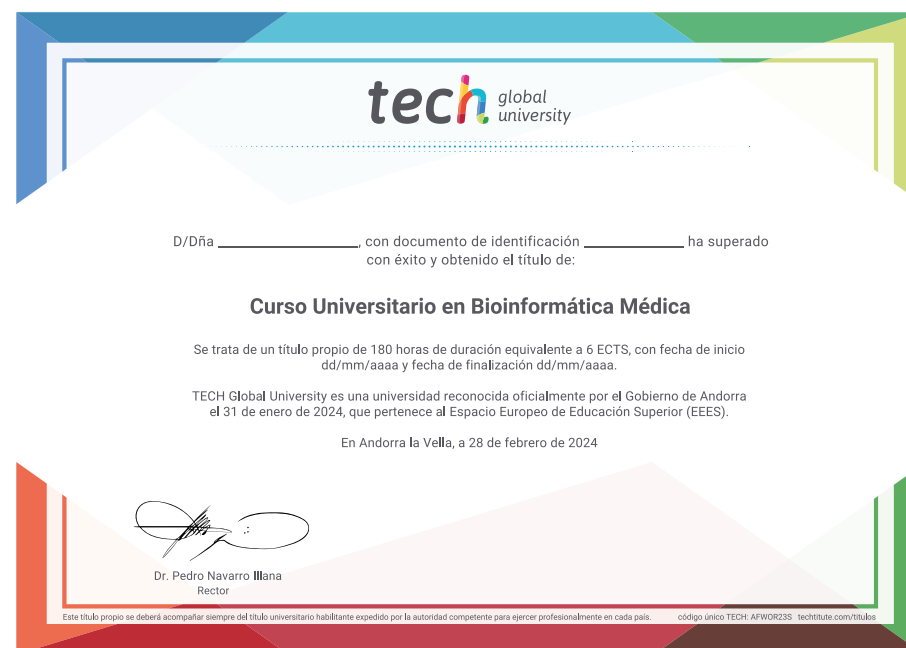 tech global university
D/Dña ______________, con documento de identificación __________ ha superado
con éxito y obtenido el título de:
Curso Universitario en Bioinformática Médica
Se trata de un título propio de 180 horas de duración equivalente a 6 ECTS, con fecha de inicio
dd/mm/aaaa y fecha de finalización dd/mm/aaaa.
TECH Global University es una universidad reconocida oficialmente por el Gobierno de Andorra
el 31 de enero de 2024, que pertenece al Espacio Europeo de Educación Superior (EEES).
En Andorra la Vella, a 28 de febrero de 2024
Dr. Pedro Navarro Illana
Rector
Este título propio se deberá acompañar siempre del título universitario habilitante expedido por la autoridad competente para ejercer profesionalmente en cada país. código único TECH: AFWOR23S techtitute.com/titulos